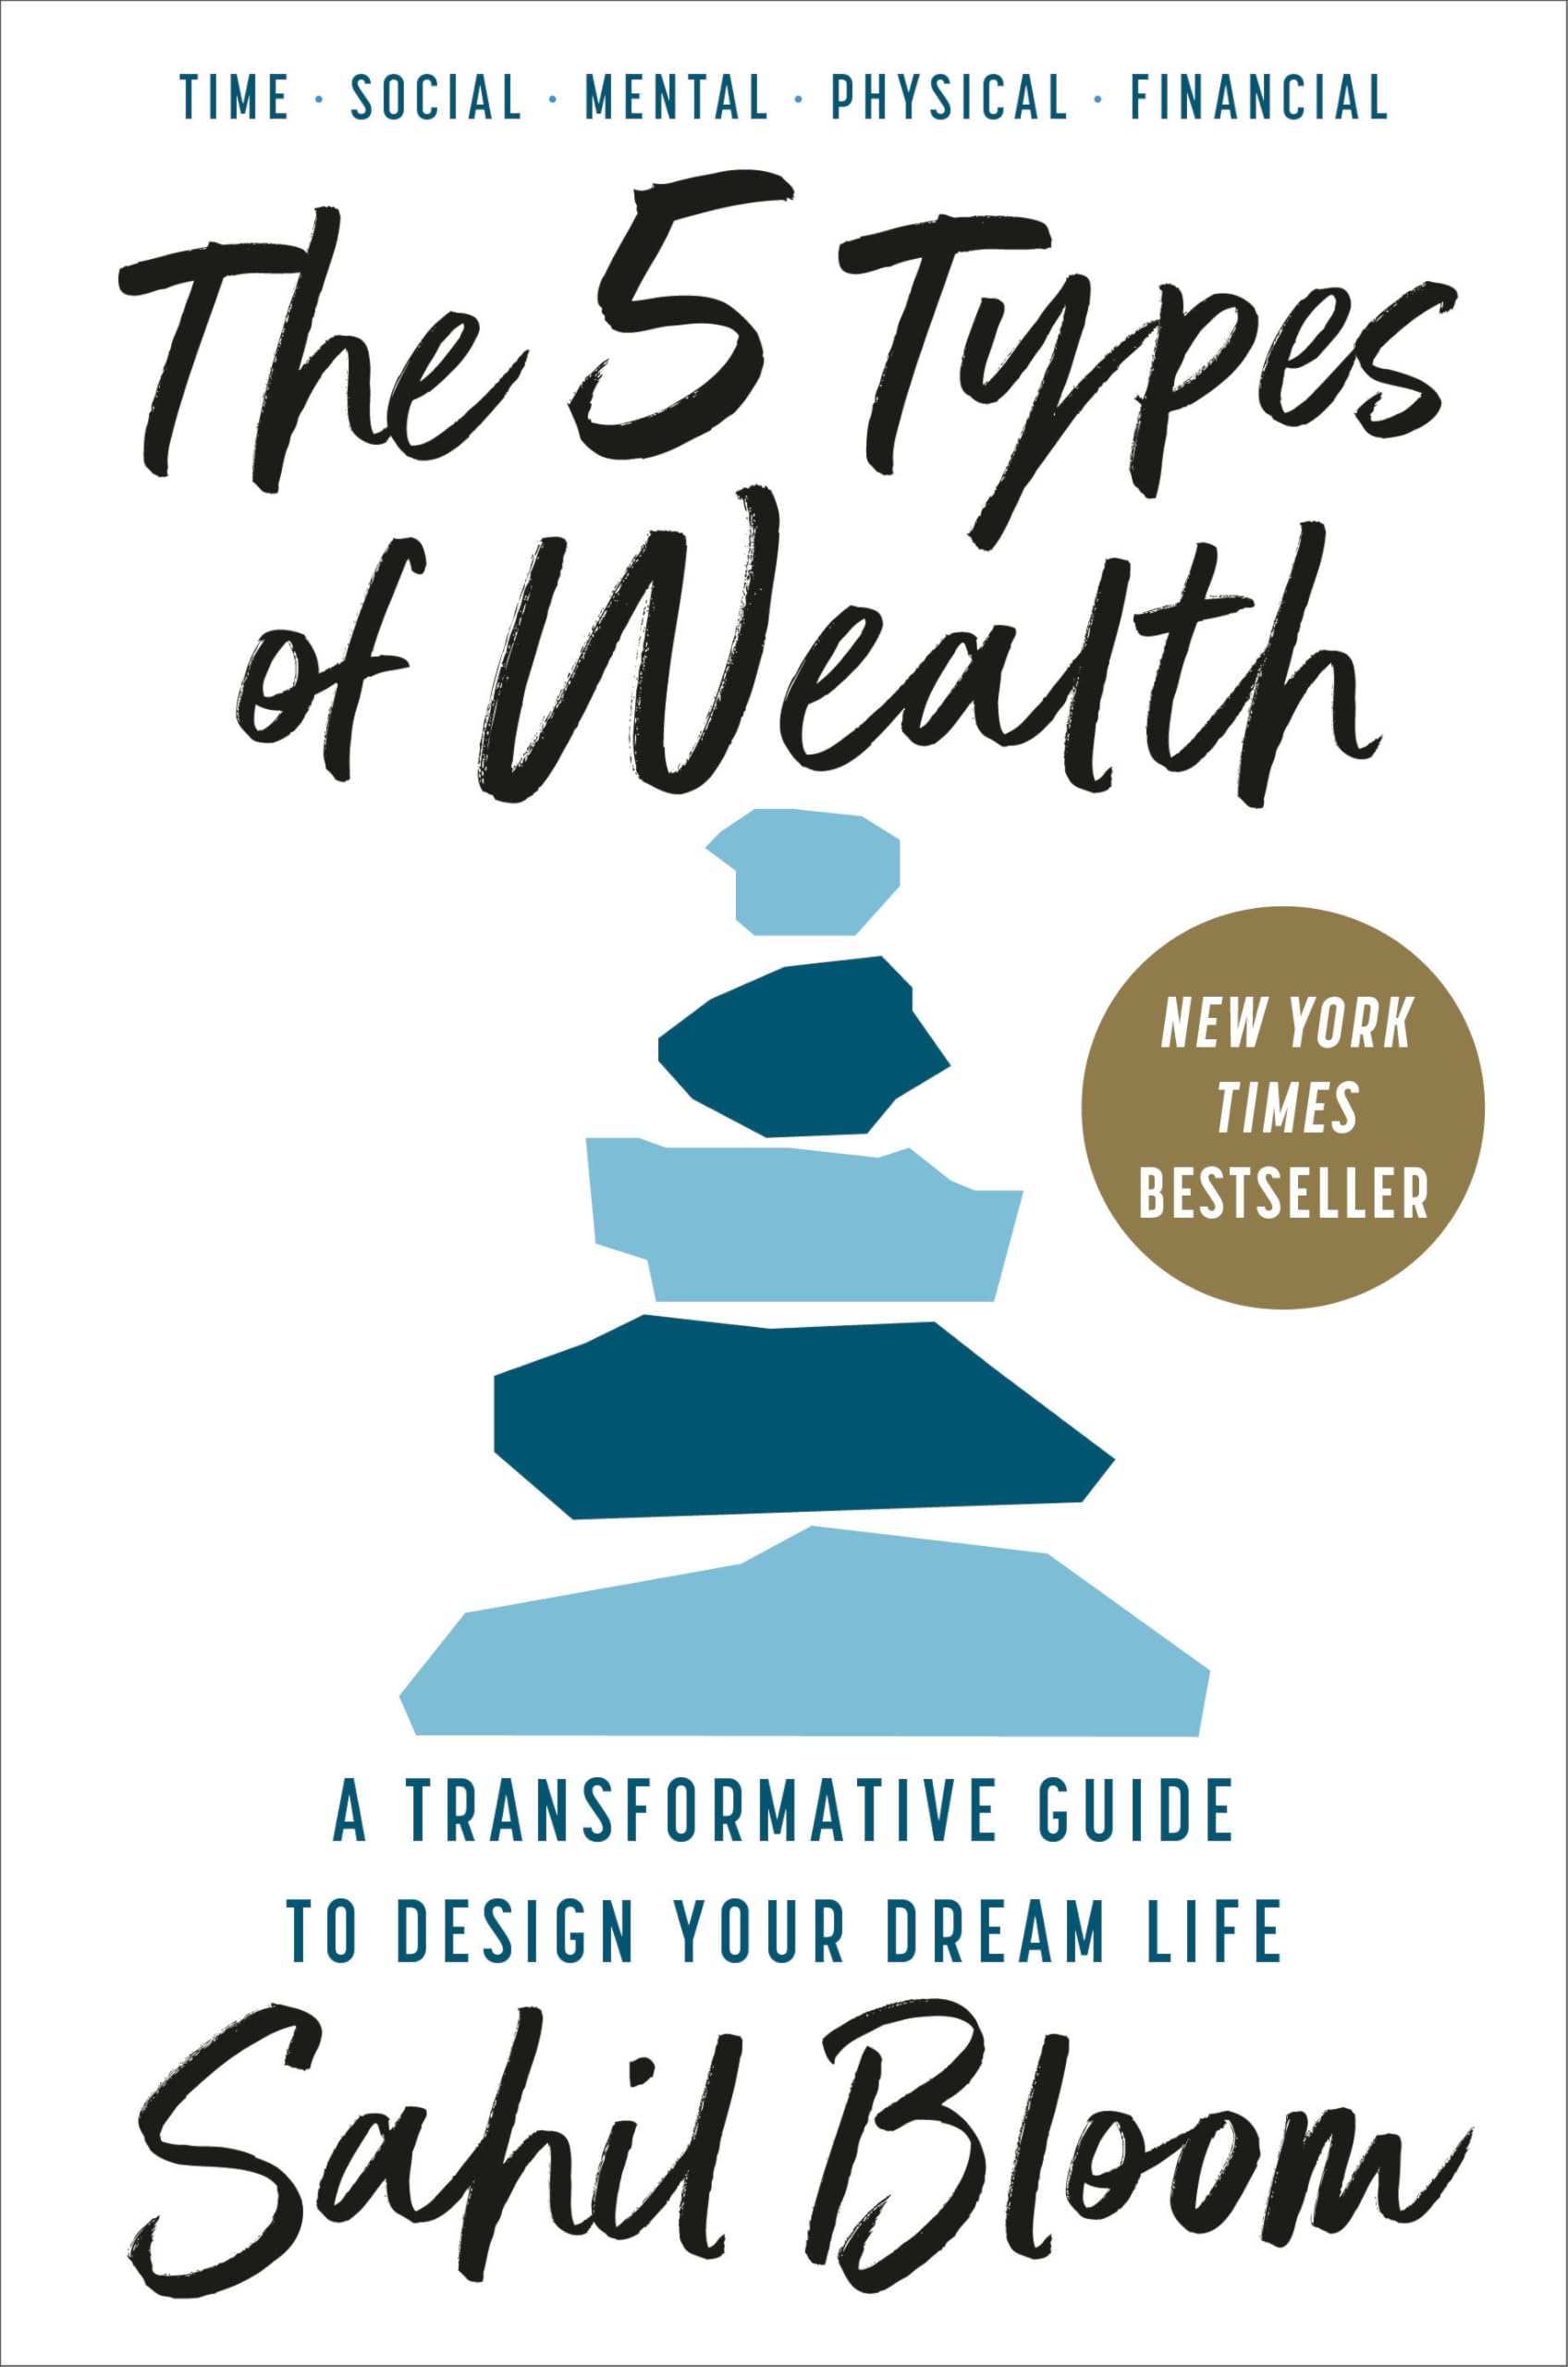 TIME · SOCIAL · MENTAL · PHYSICAL · FINANCIAL
The 5 Types
of Wealth
NEW YORK
TIMES
BESTSELLER
A TRANSFORMATIVE GUIDE
TO DESIGN YOUR DREAM LIFE
Sahil Bloom